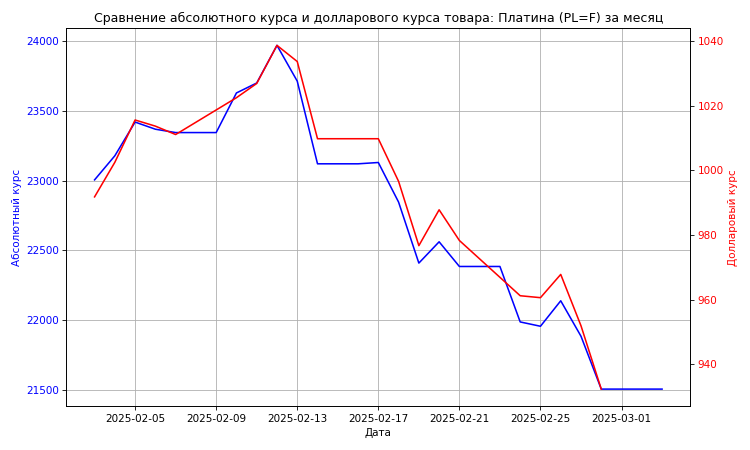 Сравнение абсолютного курса и долларового курса товара: Платина (PL=F) за месяц
24000
23500
23000
22500
22000
21500
Абсолютный курс
1040
1020
1000
980
960
940
Долларовый курс
2025-02-05 2025-02-09 2025-02-13 2025-02-17 2025-02-21 2025-02-25 2025-03-01
Дата